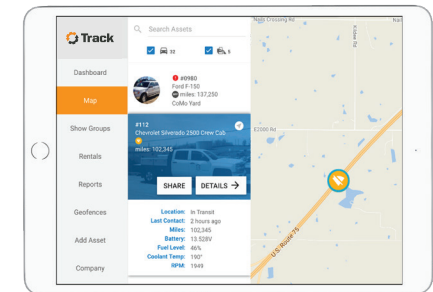 Track
Dashboard
Map
Show Groups
Rentals
Reports
Geofences
Add Asset
Company
Search Assets
32
6
#0980
Ford F-150
miles: 137,250
CoMo Yard
#112
Chevrolet Silverado 2500 Crew Cab
miles: 102,345
SHARE
DETAILS →
Location: In Transit
Last Contact: 2 hours ago
Miles: 102,345
Battery: 13.528V
Fuel Level: 46%
Coolant Temp: 190°
RPM: 1949
Neils Crossing Rd
E2000 Rd
U.S. Route 75